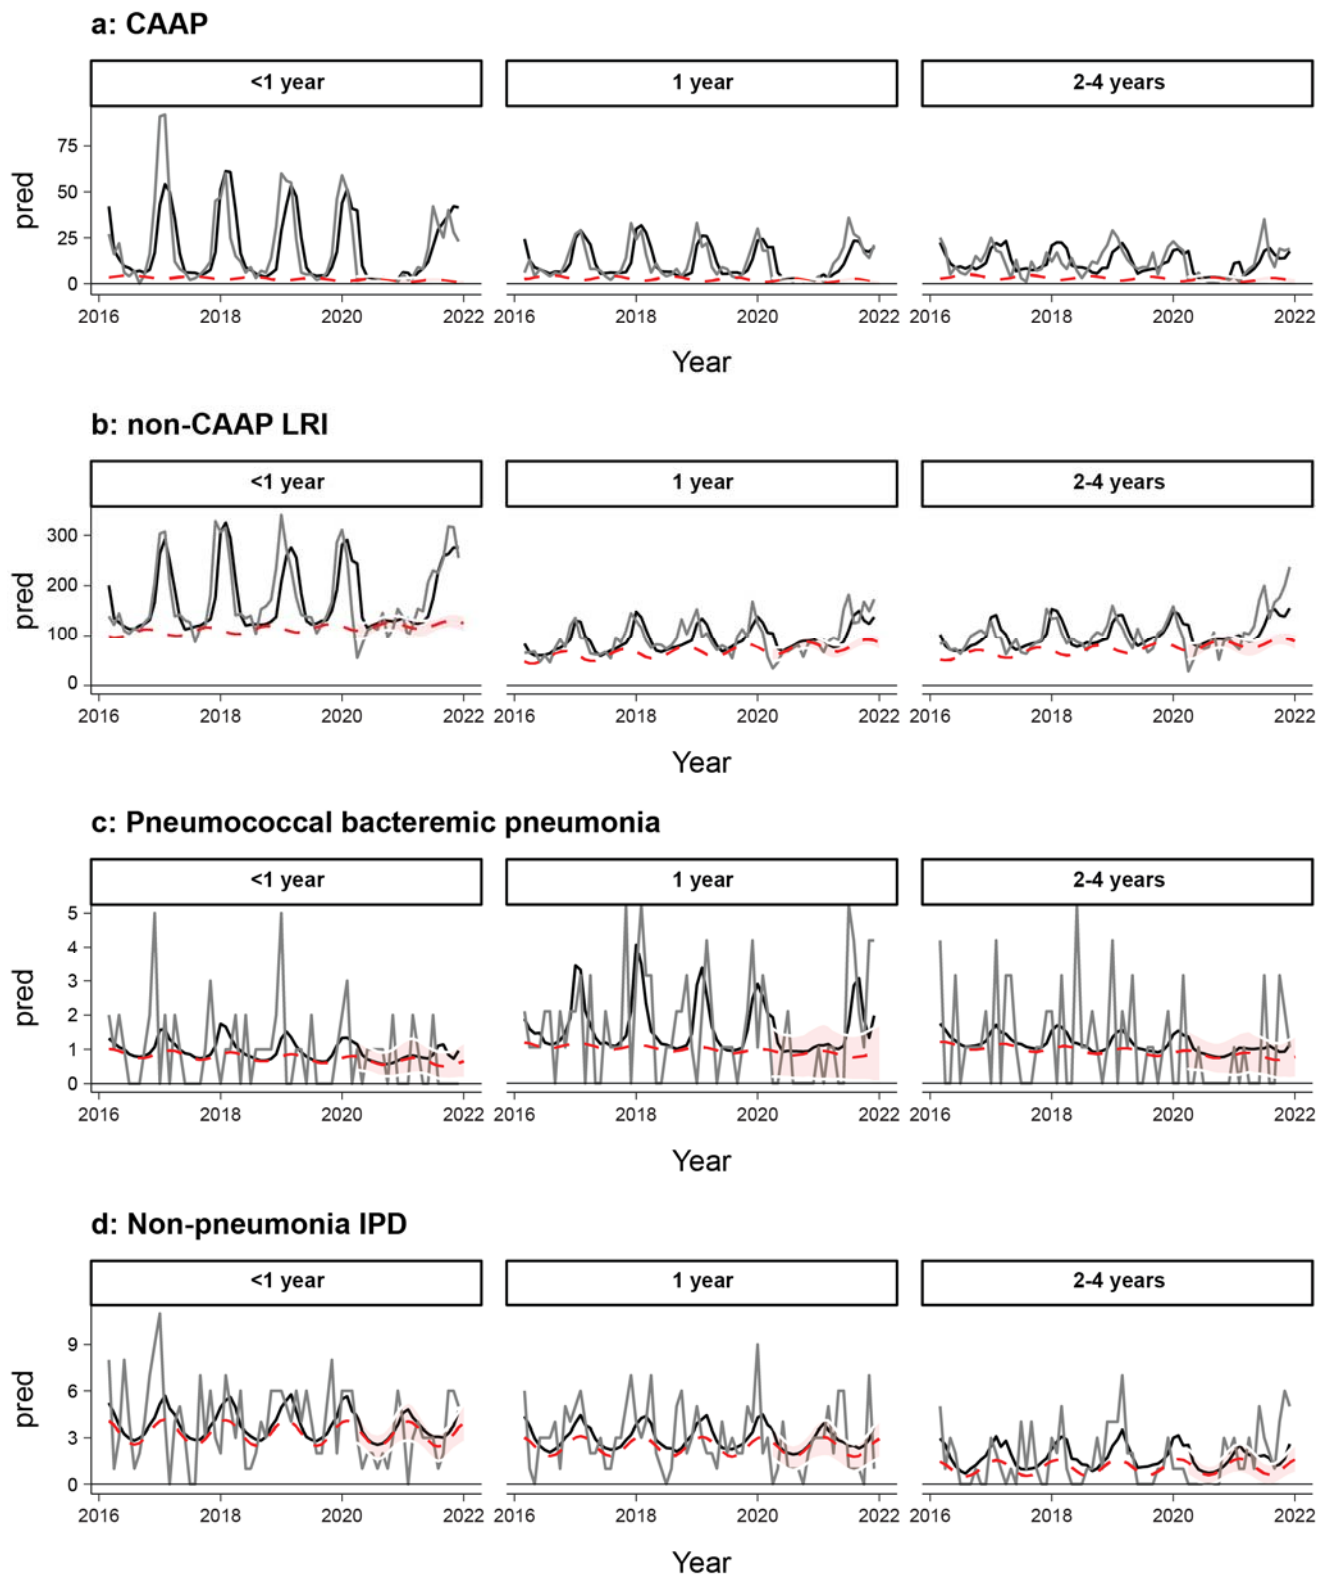 a: CAAP
<1 year 1 year 2-4 years
75
50
25
0
pred
2016 2018 2020 2022 2016 2018 2020 2022 2016 2018 2020 2022
Year
b: non-CAAP LRI
<1 year 1 year 2-4 years
300
200
100
0
pred
2016 2018 2020 2022 2016 2018 2020 2022 2016 2018 2020 2022
Year
c: Pneumococcal bacteremic pneumonia
<1 year 1 year 2-4 years
5
4
3
2
1
0
pred
2016 2018 2020 2022 2016 2018 2020 2022 2016 2018 2020 2022
Year
d: Non-pneumonia IPD
<1 year 1 year 2-4 years
9
6
3
0
pred
2016 2018 2020 2022 2016 2018 2020 2022 2016 2018 2020 2022
Year